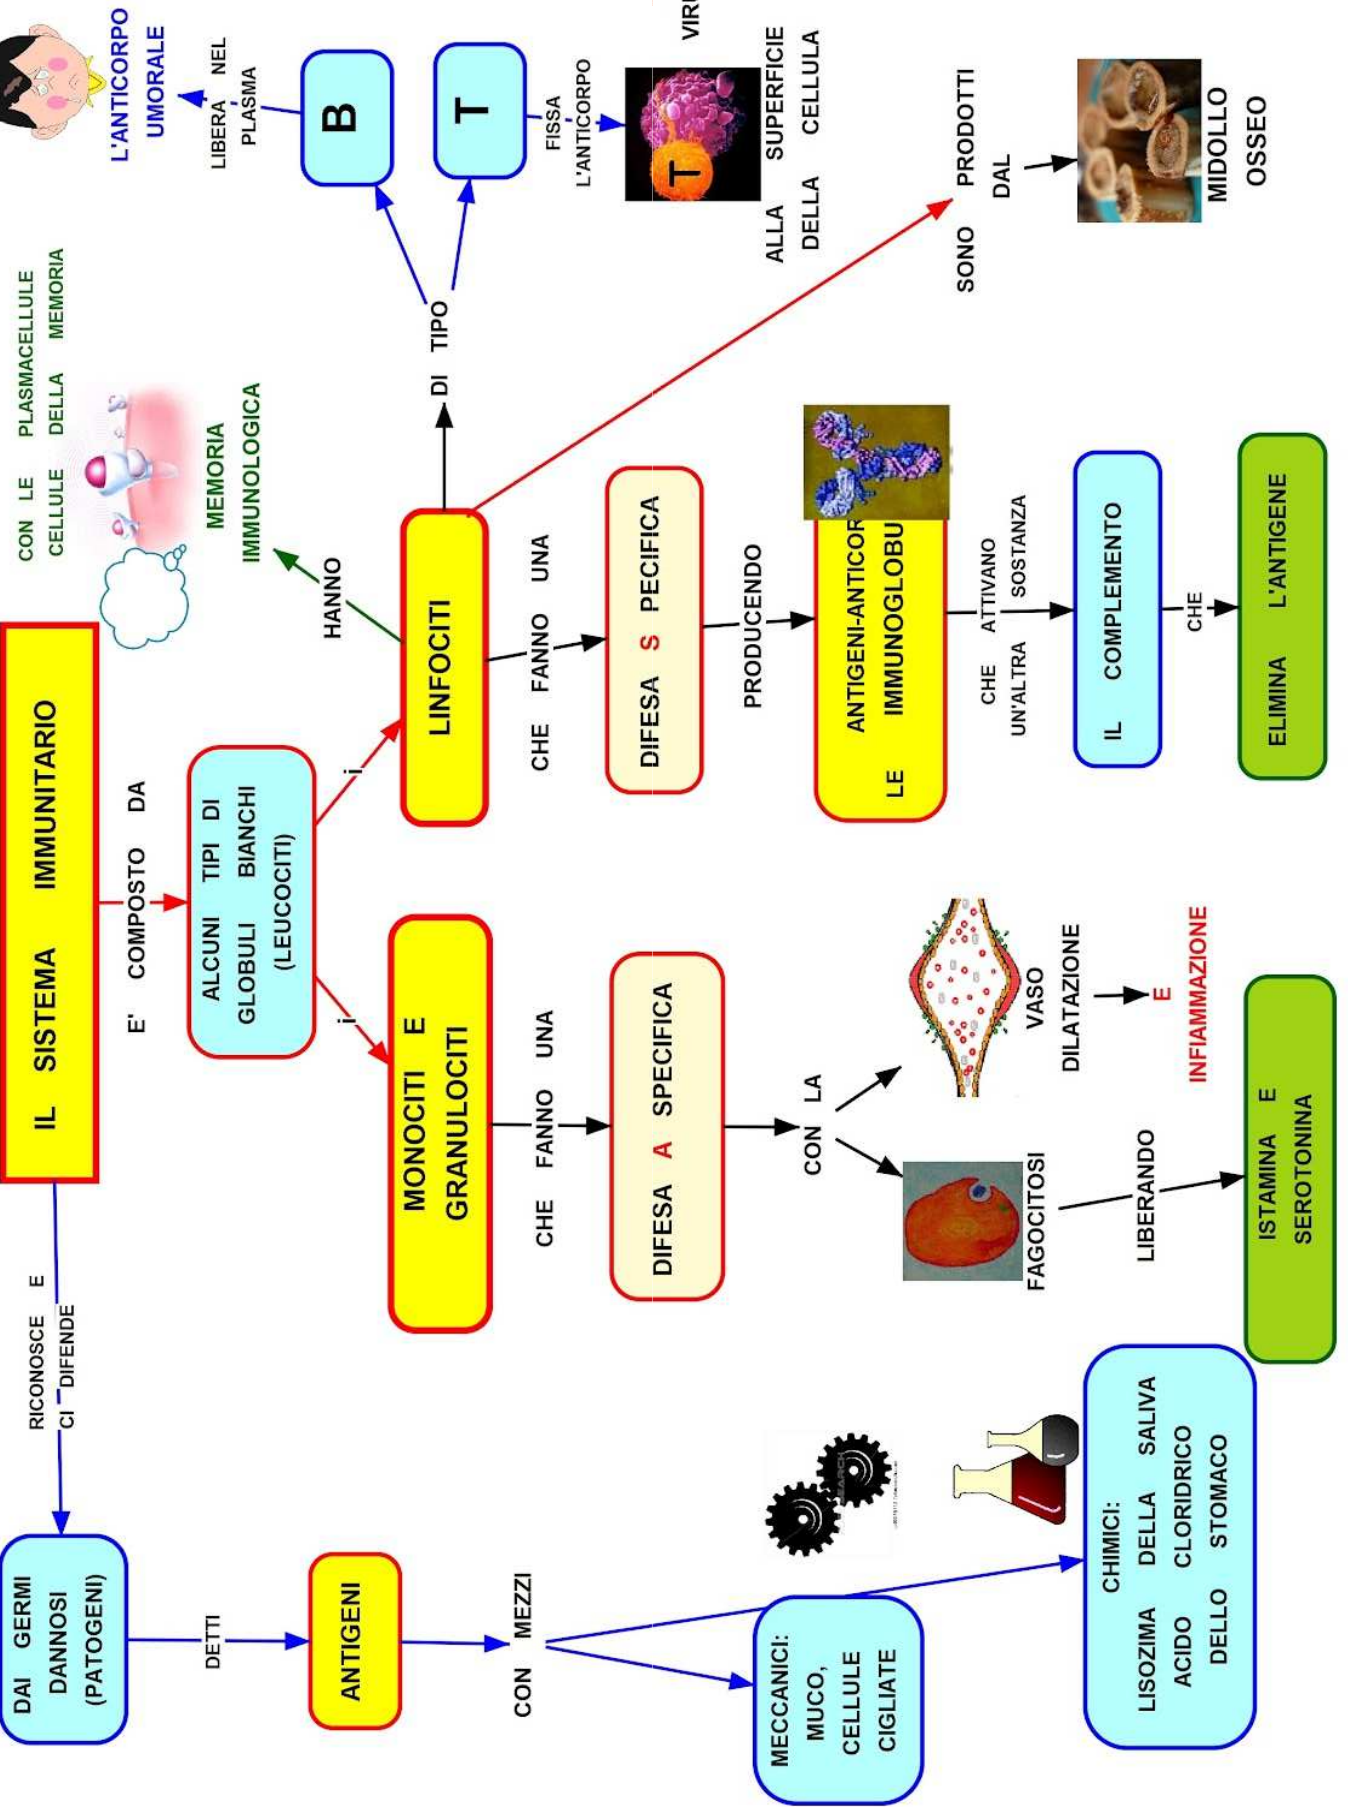 IL SISTEMA IMMUNITARIO
RICONOSCE E
CI DIFENDE
DAI GERMI
DANNOSI
(PATOGENI)
DETTI
ANTIGENI
CON MEZZI
MECCANICI:
MUCO,
CELLULE
CIGLIATE
CHIMICI:
LISOZIMA DELLA SALIVA
ACIDO CLORIDRICO
DELLO STOMACO
E' COMPOSTO DA
ALCUNI TIPI DI
GLOBULI BIANCHI
(LEUCOCITI)
i
MONOCITI E
GRANULOCITI
CHE FANNO UNA
DIFESA A SPECIFICA
CON LA
FAGOCITOSI
LIBERANDO
ISTAMINA E
SEROTONINA
VASO
DILATAZIONE
E
INFIAMMAZIONE
i
LINFOCITI
HANNO
MEMORIA
IMMUNOLOGICA
CON LE PLASMACELLULE
CELLULE DELLA MEMORIA
CHE FANNO UNA
DIFESA S PECIFICA
PRODUCENDO
ANTIGENI-ANTICOR
LE IMMUNOGLOBU
CHE ATTIVANO
UN'ALTRA SOSTANZA
IL COMPLEMENTO
CHE
ELIMINA L'ANTIGENE
DI TIPO
B
LIBERA NEL
PLASMA
L'ANTICORPO
UMORALE
T
FISSA
L'ANTICORPO
T
VIRU
ALLA SUPERFICIE
DELLA CELLULA
SONO PRODOTTI
DAL
MIDOLLO
OSSEO